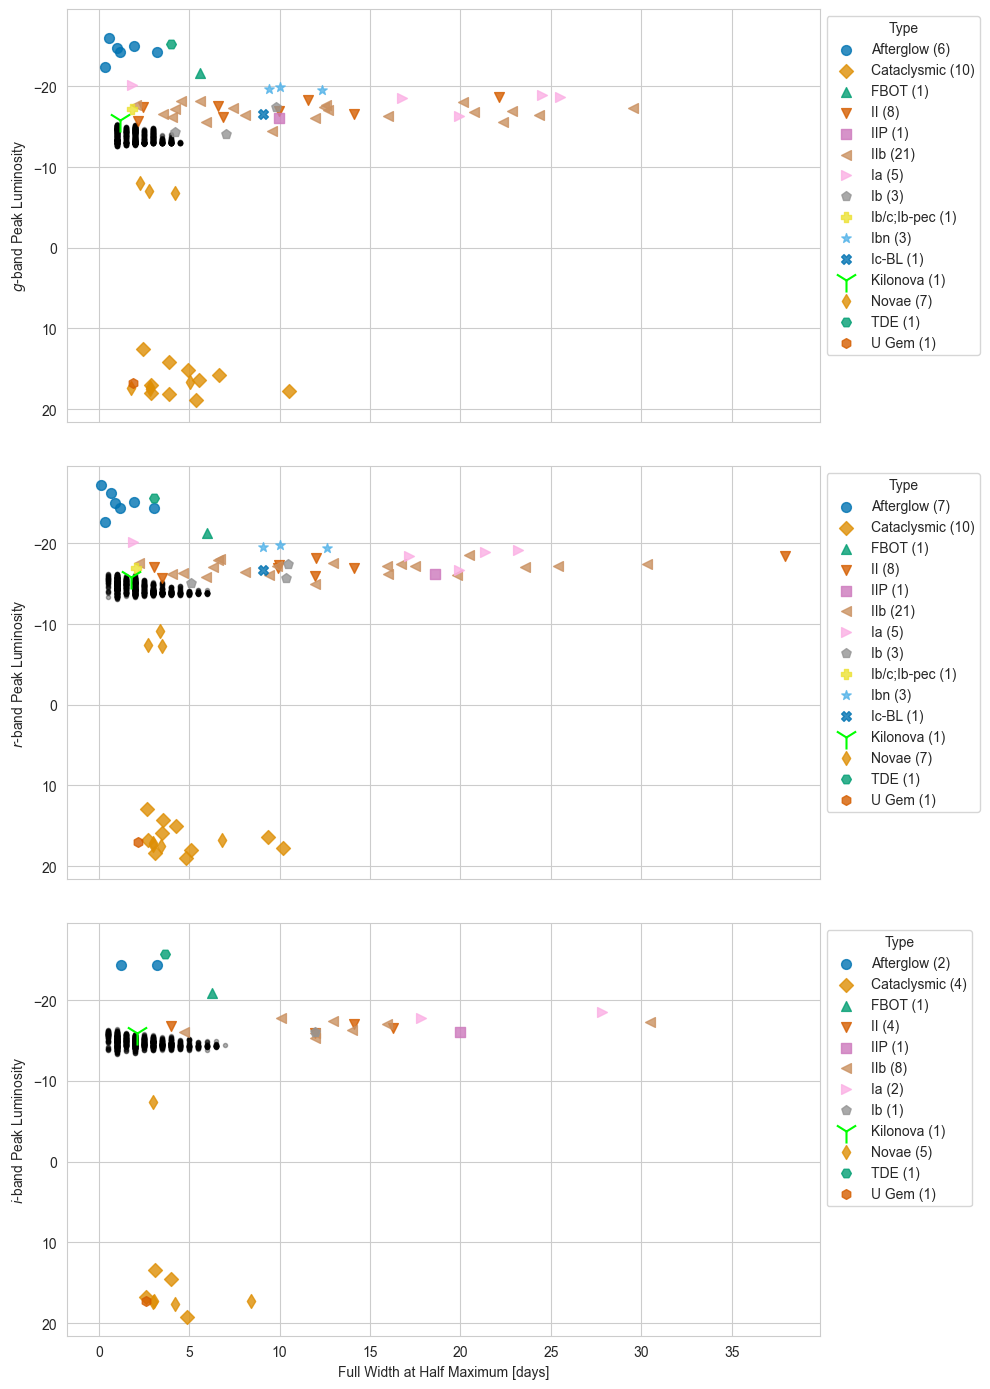 Type
Afterglow (6)
Cataclysmic (10)
FBOT (1)
II (8)
IIP (1)
IIb (21)
Ia (5)
Ib (3)
Ib/c;Ib-pec (1)
Ibn (3)
Ic-BL (1)
Kilonova (1)
Novae (7)
TDE (1)
U Gem (1)
−20
−10
0
10
20
g-band Peak Luminosity
Type
Afterglow (7)
Cataclysmic (10)
FBOT (1)
II (8)
IIP (1)
IIb (21)
Ia (5)
Ib (3)
Ib/c;Ib-pec (1)
Ibn (3)
Ic-BL (1)
Kilonova (1)
Novae (7)
TDE (1)
U Gem (1)
−20
−10
0
10
20
r-band Peak Luminosity
Type
Afterglow (2)
Cataclysmic (4)
FBOT (1)
II (4)
IIP (1)
IIb (8)
Ia (2)
Ib (1)
Kilonova (1)
Novae (5)
TDE (1)
U Gem (1)
−20
−10
0
10
20
i-band Peak Luminosity
0 5 10 15 20 25 30 35
Full Width at Half Maximum [days]